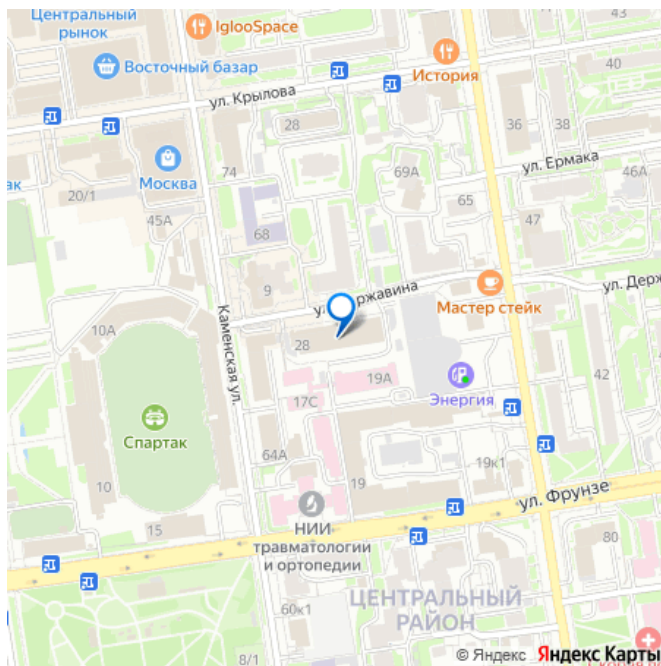 Центральный
рынок
IglooSpace
43
Восточный базар
История
40
ул. Крылова
28
36
38
74
ул. Ермака
Москва
69А
46А
ак
20/1
65
45А
47
68
9
ул. Державина
ул. Держ
Мастер стейк
10А
Каменская ул.
28
19А
42
17С
Энергия
Спартак
64А
19к1
10
19
ул. Фрунзе
15
НИИ
травматологии
и ортопедии
80
60к1
ЦЕНТРАЛЬНЫЙ
РАЙОН
8/1
© Яндекс Яндекс Карты